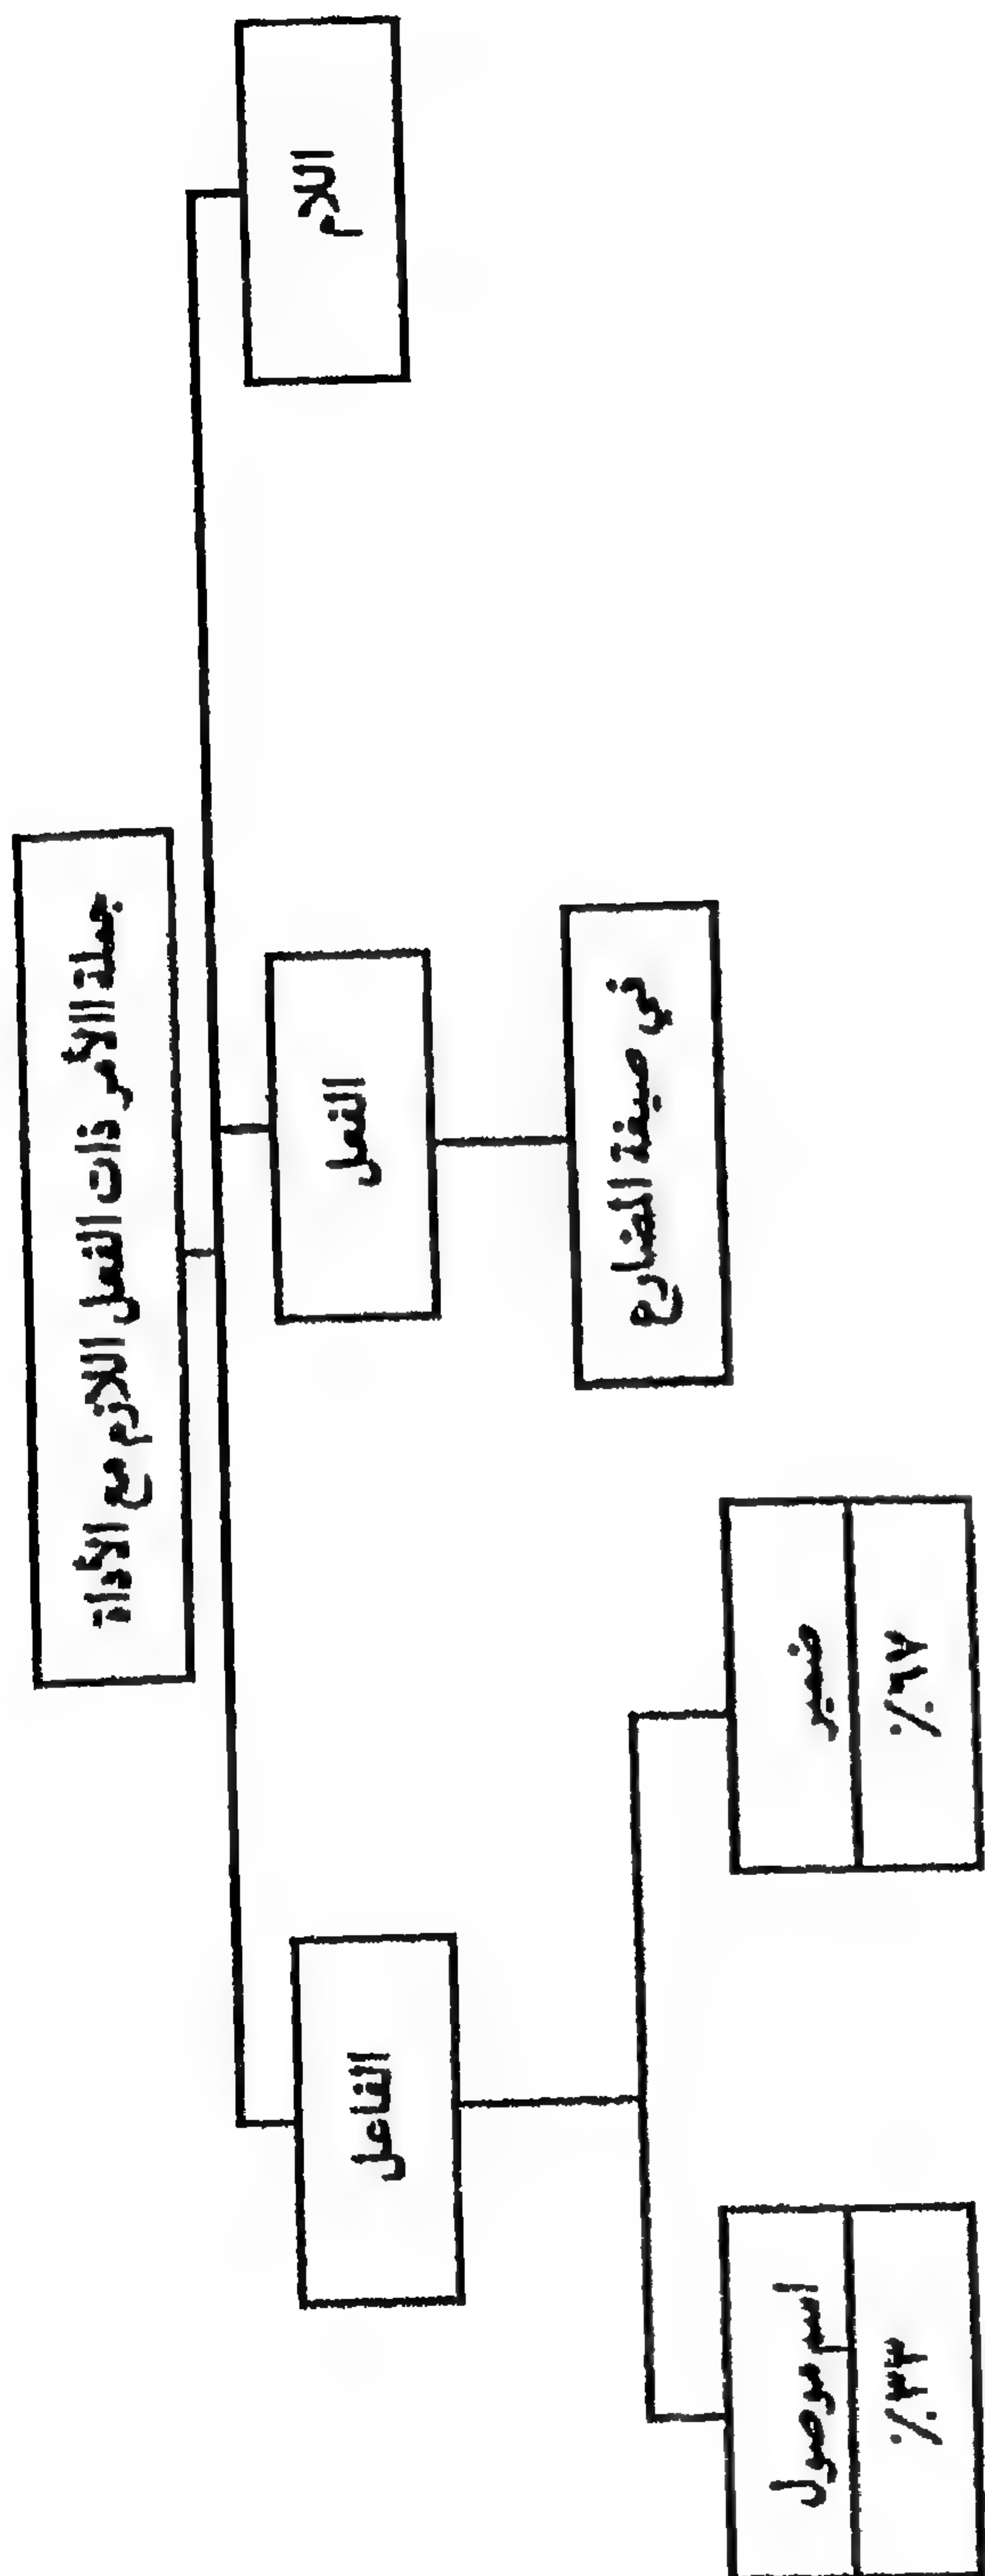 جملة الأمر ذات الفعل اللازم مع الأداة
اللام
الفعل
الفاعل
في صيغة المضارع
ضمير
٪٦٧
اسم موصول
٪٣٣